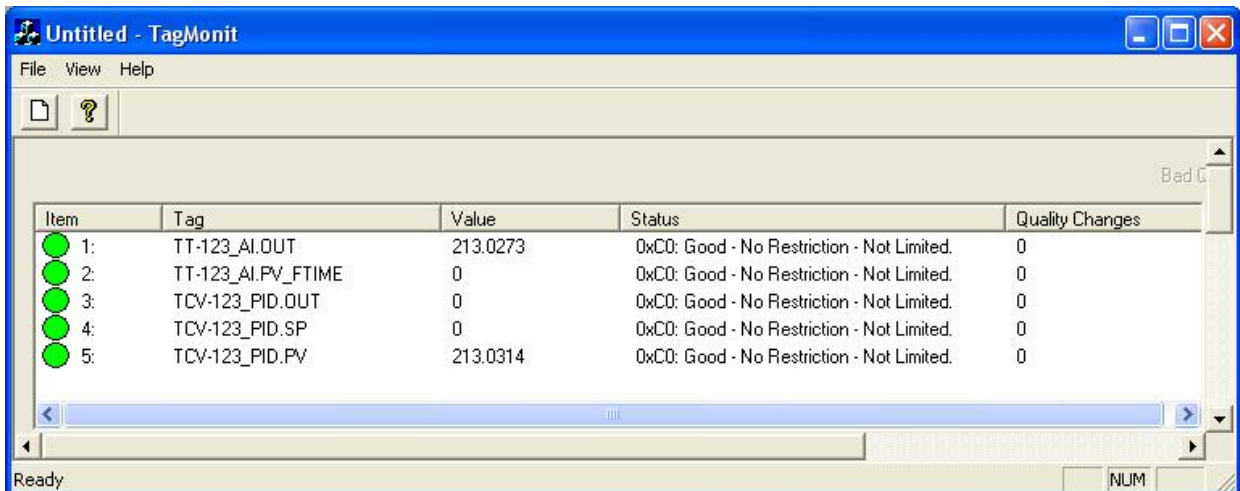 Untitled - TagMonit
File View Help
Bad
Item Tag Value Status Quality Changes
1: TT-123_AI.OUT 213.0273 0xC0: Good - No Restriction - Not Limited. 0
2: TT-123_AI.PV_FTIME 0 0xC0: Good - No Restriction - Not Limited. 0
3: TCV-123_PID.OUT 0 0xC0: Good - No Restriction - Not Limited. 0
4: TCV-123_PID.SP 0 0xC0: Good - No Restriction - Not Limited. 0
5: TCV-123_PID.PV 213.0314 0xC0: Good - No Restriction - Not Limited. 0
Ready NUM